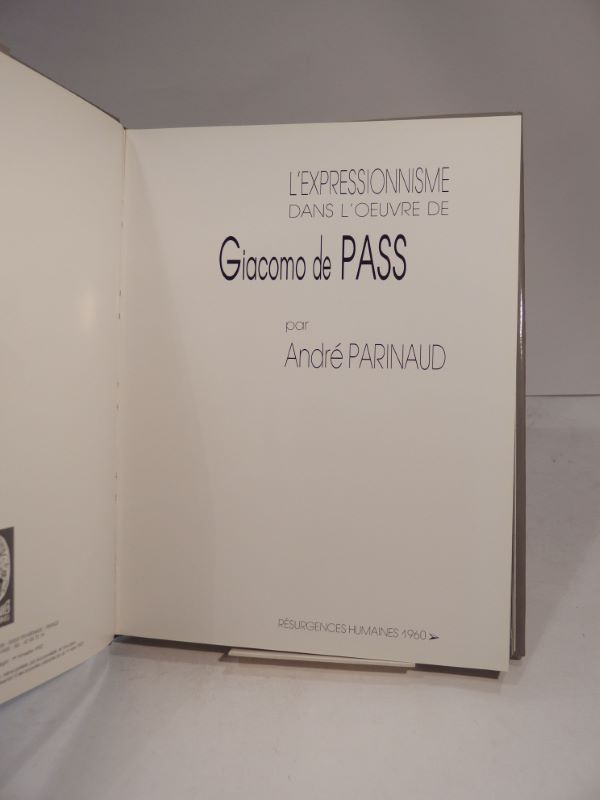 L'EXPRESSIONNISME
DANS L'OEUVRE DE
Giacomo de PASS
par
André PARINAUD
RÉSURGENCES HUMAINES 1960